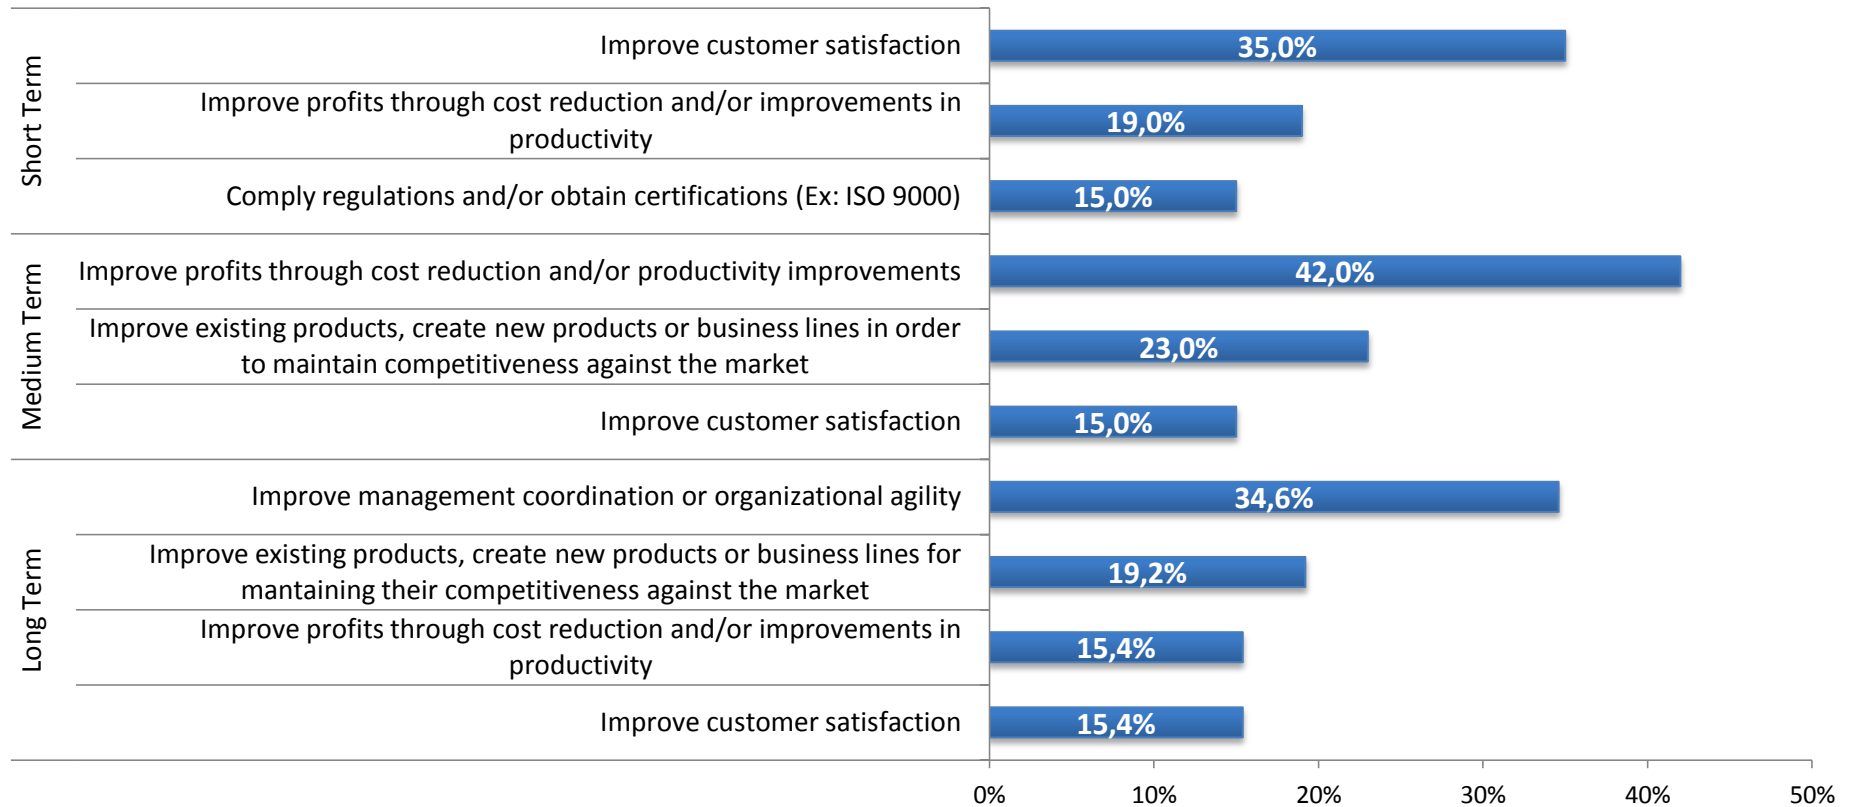 Short Term
Improve customer satisfaction
35,0%
Improve profits through cost reduction and/or improvements in
productivity
19,0%
Comply regulations and/or obtain certifications (Ex: ISO 9000)
15,0%
Medium Term
Improve profits through cost reduction and/or productivity improvements
42,0%
Improve existing products, create new products or business lines in order
to maintain competitiveness against the market
23,0%
Improve customer satisfaction
15,0%
Long Term
Improve management coordination or organizational agility
34,6%
Improve existing products, create new products or business lines for
mantaining their competitiveness against the market
19,2%
Improve profits through cost reduction and/or improvements in
productivity
15,4%
Improve customer satisfaction
15,4%
0% 10% 20% 30% 40% 50%